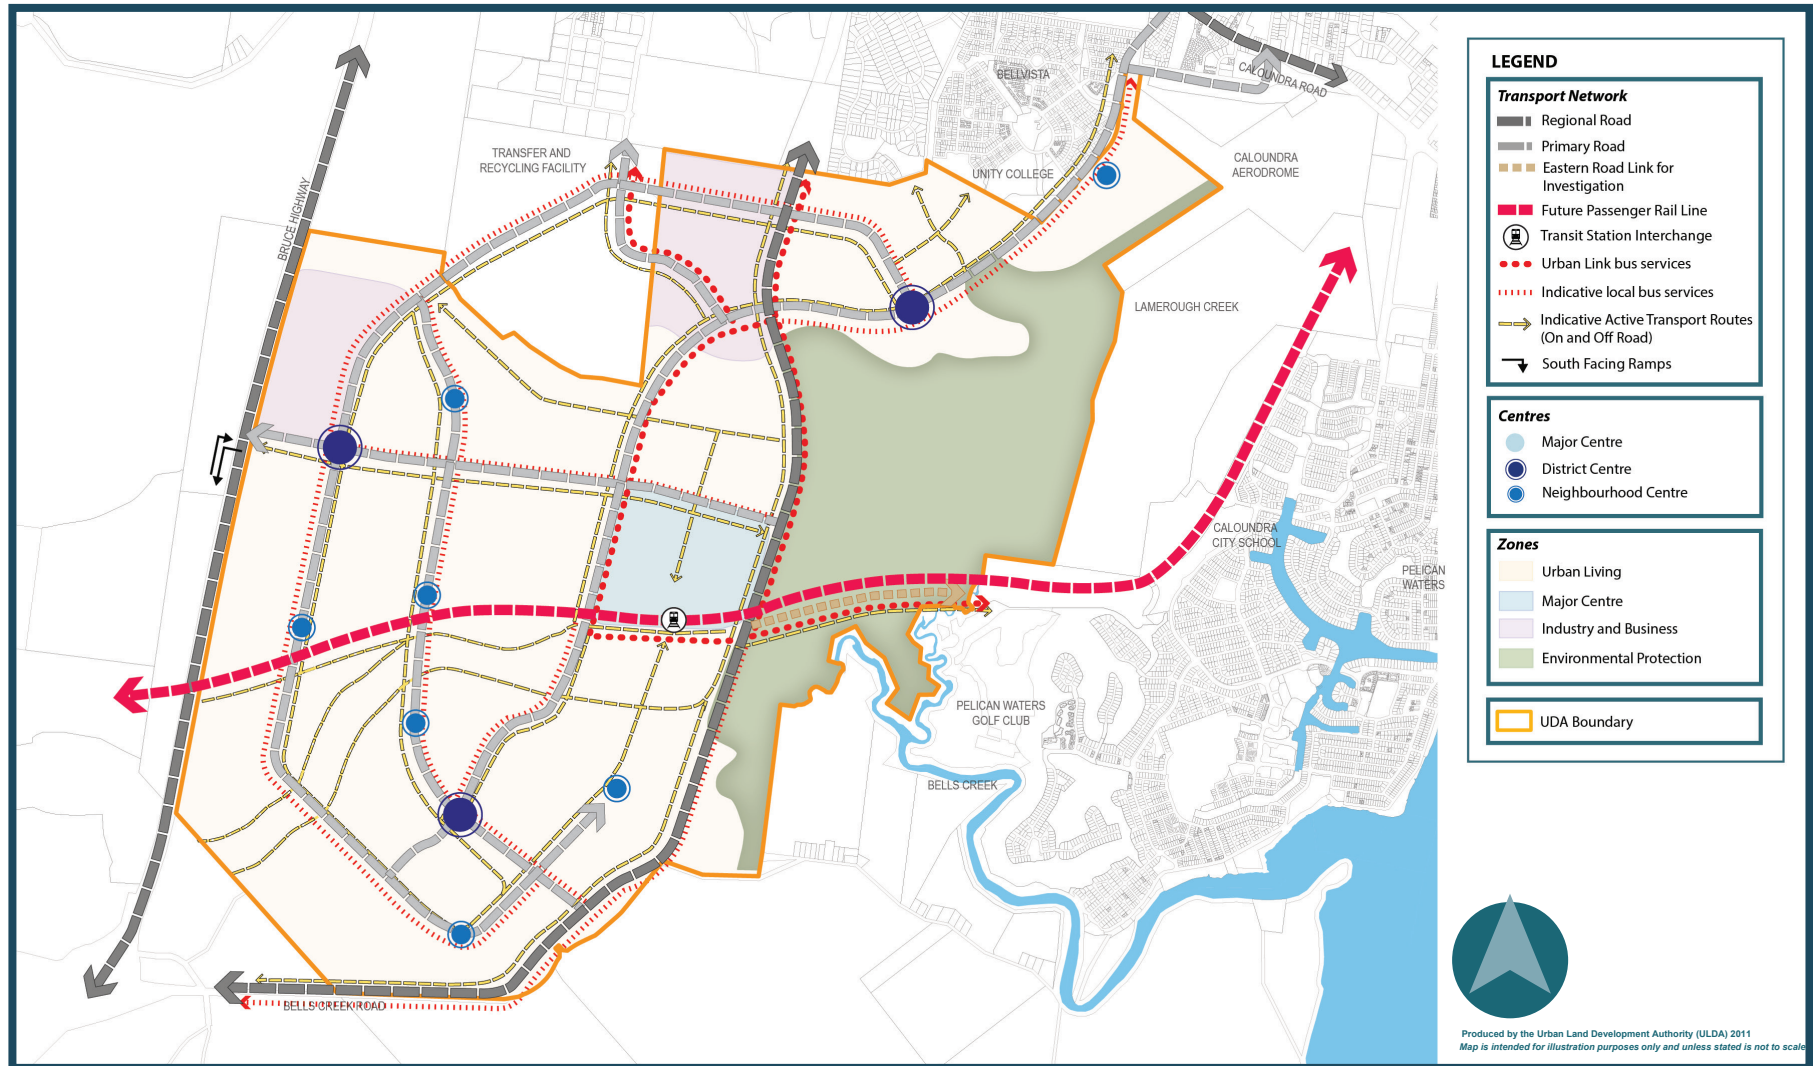 BELLVISTA
CALOUNDRA ROAD
TRANSFER AND
RECYCLING FACILITY
UNITY COLLEGE
CALOUNDRA
AERODROME
BRUCE HIGHWAY
LAMEROUGH CREEK
CALOUNDRA
CITY SCHOOL
PELICAN
WATERS
PELICAN WATERS
GOLF CLUB
BELLS CREEK
BELLS CREEK ROAD
LEGEND
Transport Network
Regional Road
Primary Road
Eastern Road Link for
Investigation
Future Passenger Rail Line
Transit Station Interchange
Urban Link bus services
Indicative local bus services
Indicative Active Transport Routes
(On and Off Road)
South Facing Ramps
Centres
Major Centre
District Centre
Neighbourhood Centre
Zones
Urban Living
Major Centre
Industry and Business
Environmental Protection
UDA Boundary
Produced by the Urban Land Development Authority (ULDA) 2011
Map is intended for illustration purposes only and unless stated is not to scale